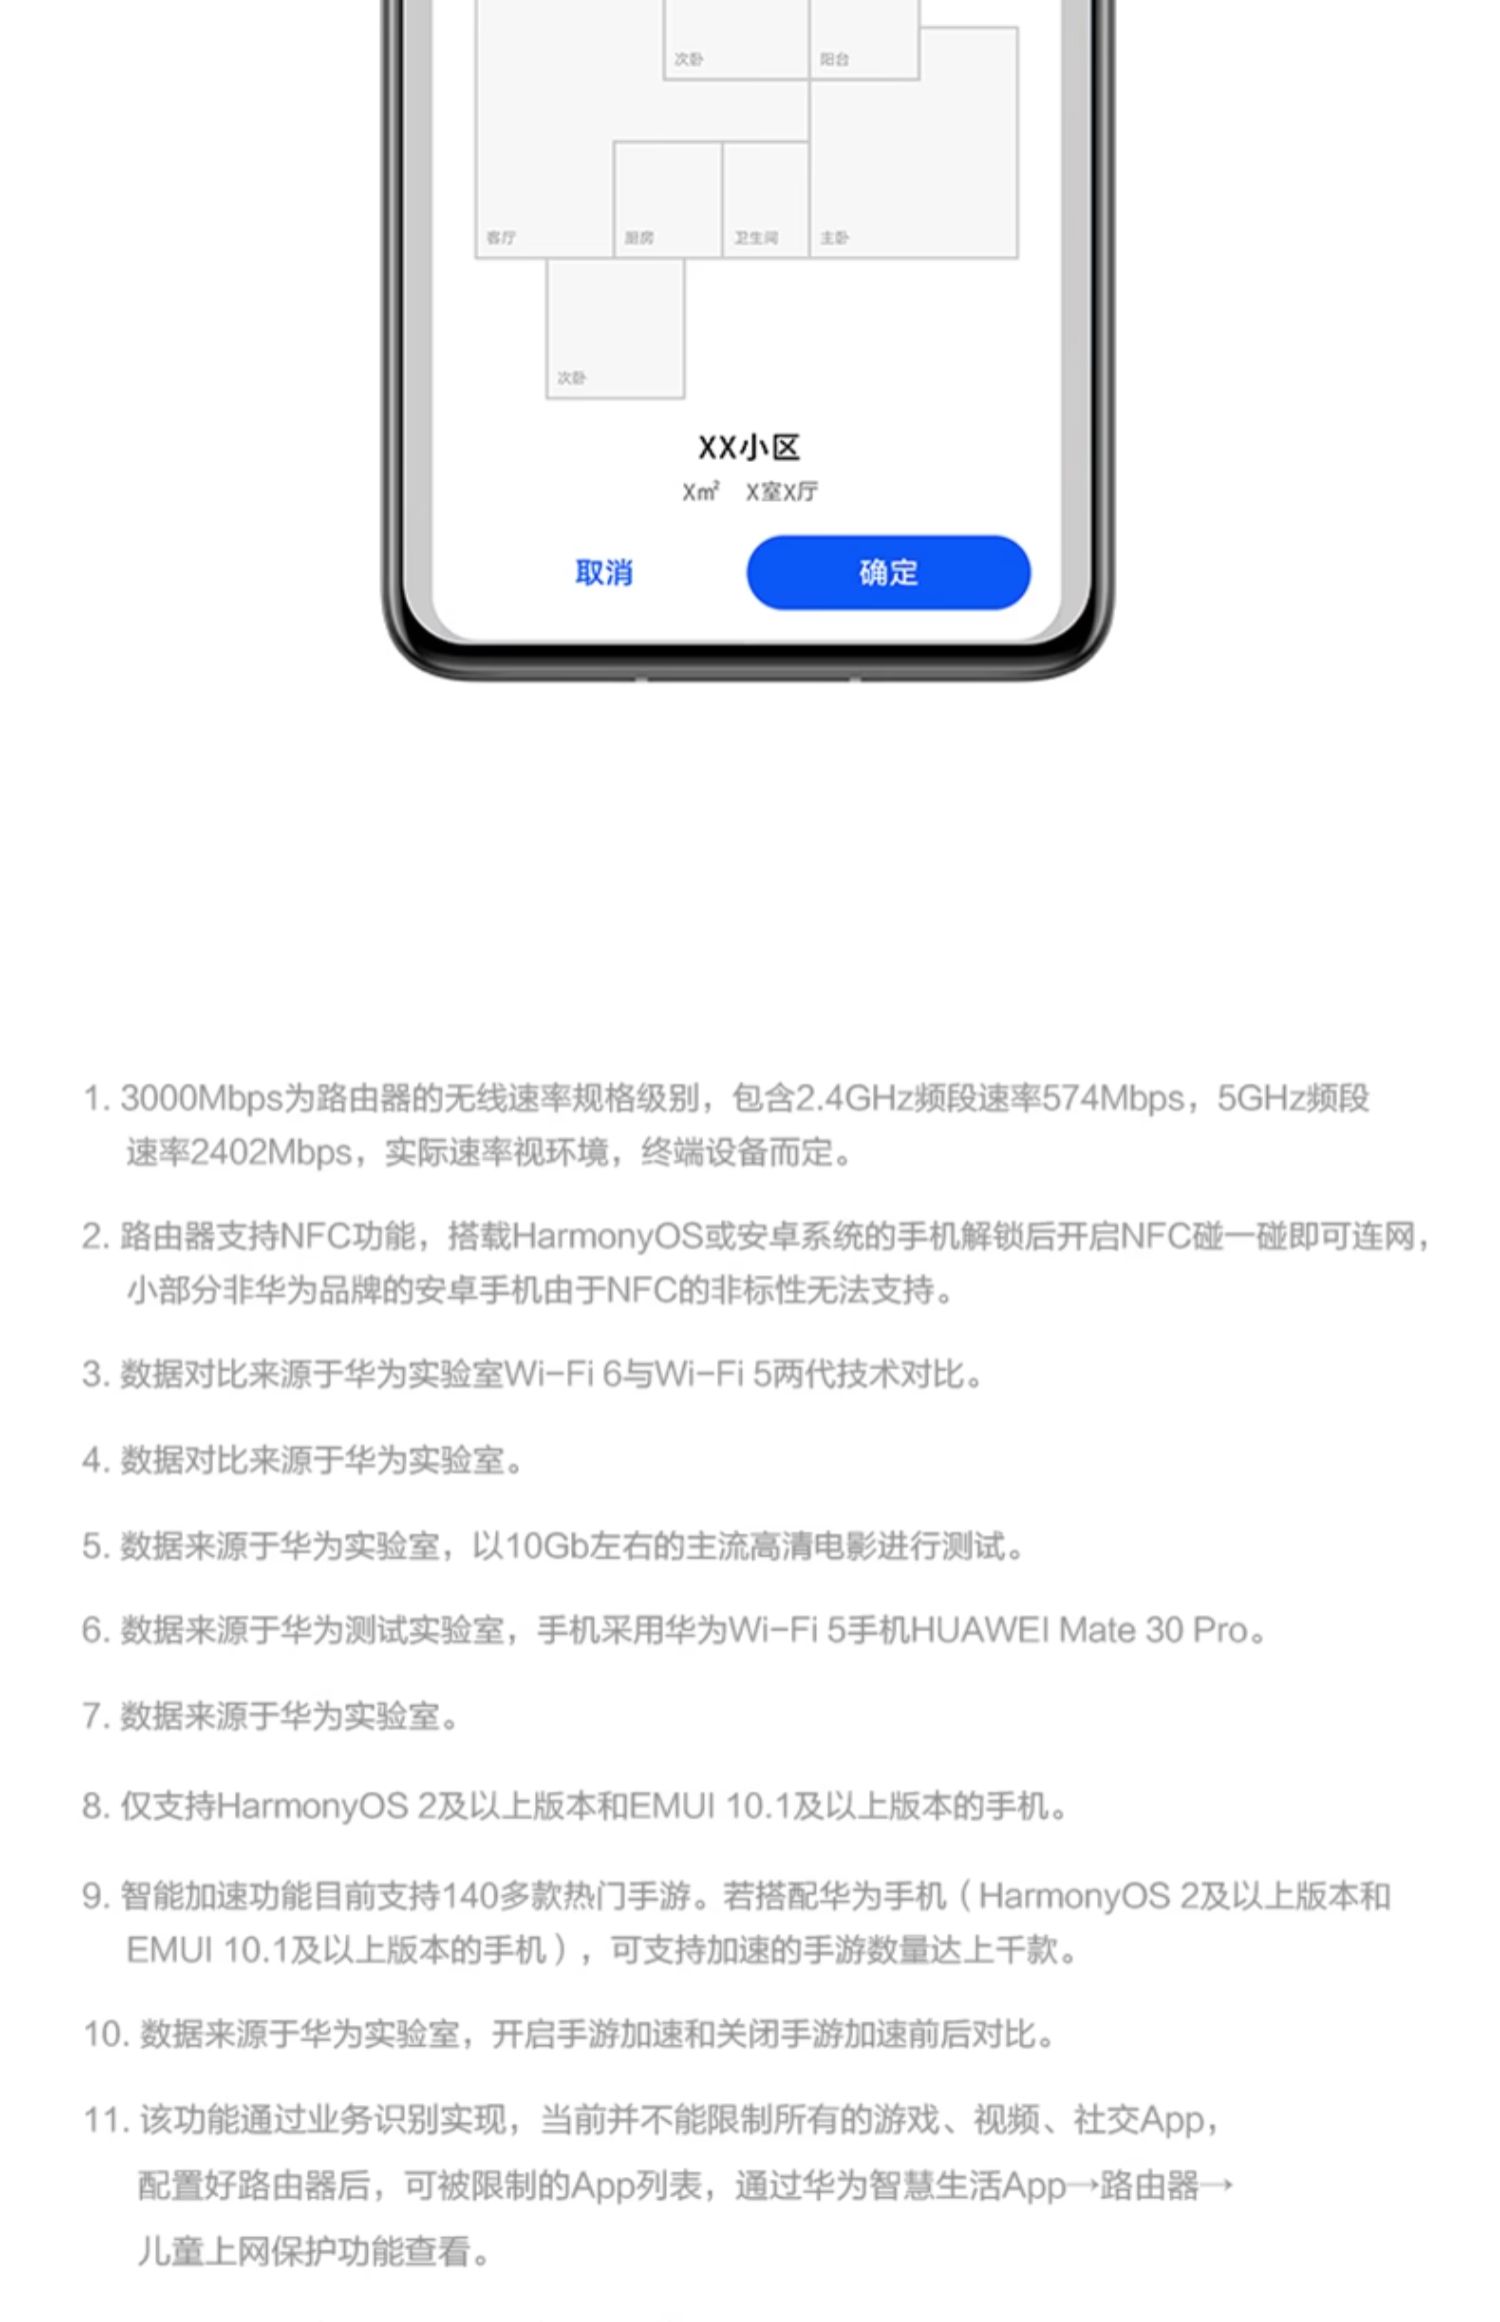 次卧
阳台
客厅
厨房
卫生间
主卧
次卧
XX小区
Xm² X室X厅
取消
确定
1. 3000Mbps为路由器的无线速率规格级别，包含2.4GHz频段速率574Mbps，5GHz频段
速率2402Mbps，实际速率视环境，终端设备而定。
2. 路由器支持NFC功能，搭载HarmonyOS或安卓系统的手机解锁后开启NFC碰一碰即可连网，
小部分非华为品牌的安卓手机由于NFC的非标性无法支持。
3. 数据对比来源于华为实验室Wi-Fi 6与Wi-Fi 5两代技术对比。
4. 数据对比来源于华为实验室。
5. 数据来源于华为实验室，以10Gb左右的主流高清电影进行测试。
6. 数据来源于华为测试实验室，手机采用华为Wi-Fi 5手机HUAWEI Mate 30 Pro。
7. 数据来源于华为实验室。
8. 仅支持HarmonyOS 2及以上版本和EMUI 10.1及以上版本的手机。
9. 智能加速功能目前支持140多款热门手游。若搭配华为手机（HarmonyOS 2及以上版本和
EMUI 10.1及以上版本的手机），可支持加速的手游数量达上千款。
10. 数据来源于华为实验室，开启手游加速和关闭手游加速前后对比。
11. 该功能通过业务识别实现，当前并不能限制所有的游戏、视频、社交App，
配置好路由器后，可被限制的App列表，通过华为智慧生活App→路由器→
儿童上网保护功能查看。